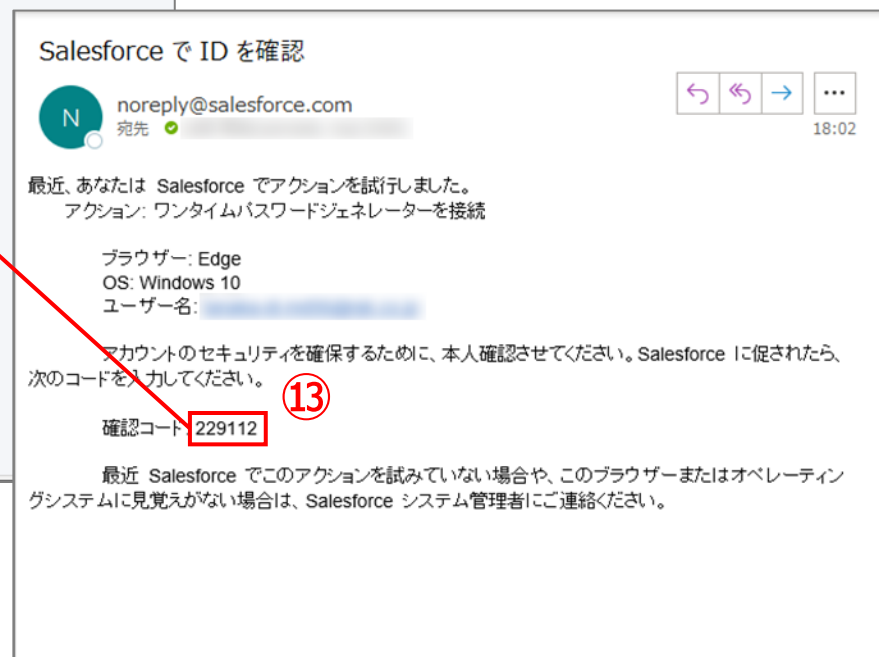 Salesforce で ID を確認
N
noreply@salesforce.com
宛先
18:02
最近、あなたは Salesforce でアクションを試行しました。
アクション: ワンタイムパスワードジェネレーターを接続
ブラウザー: Edge
OS: Windows 10
ユーザー名:
アカウントのセキュリティを確保するために、本人確認させてください。Salesforce に促されたら、
次のコードを入力してください。
⑬
確認コード: 229112
最近 Salesforce でこのアクションを試みていない場合や、このブラウザーまたはオペレーティン
グシステムに見覚えがない場合は、Salesforce システム管理者にご連絡ください。